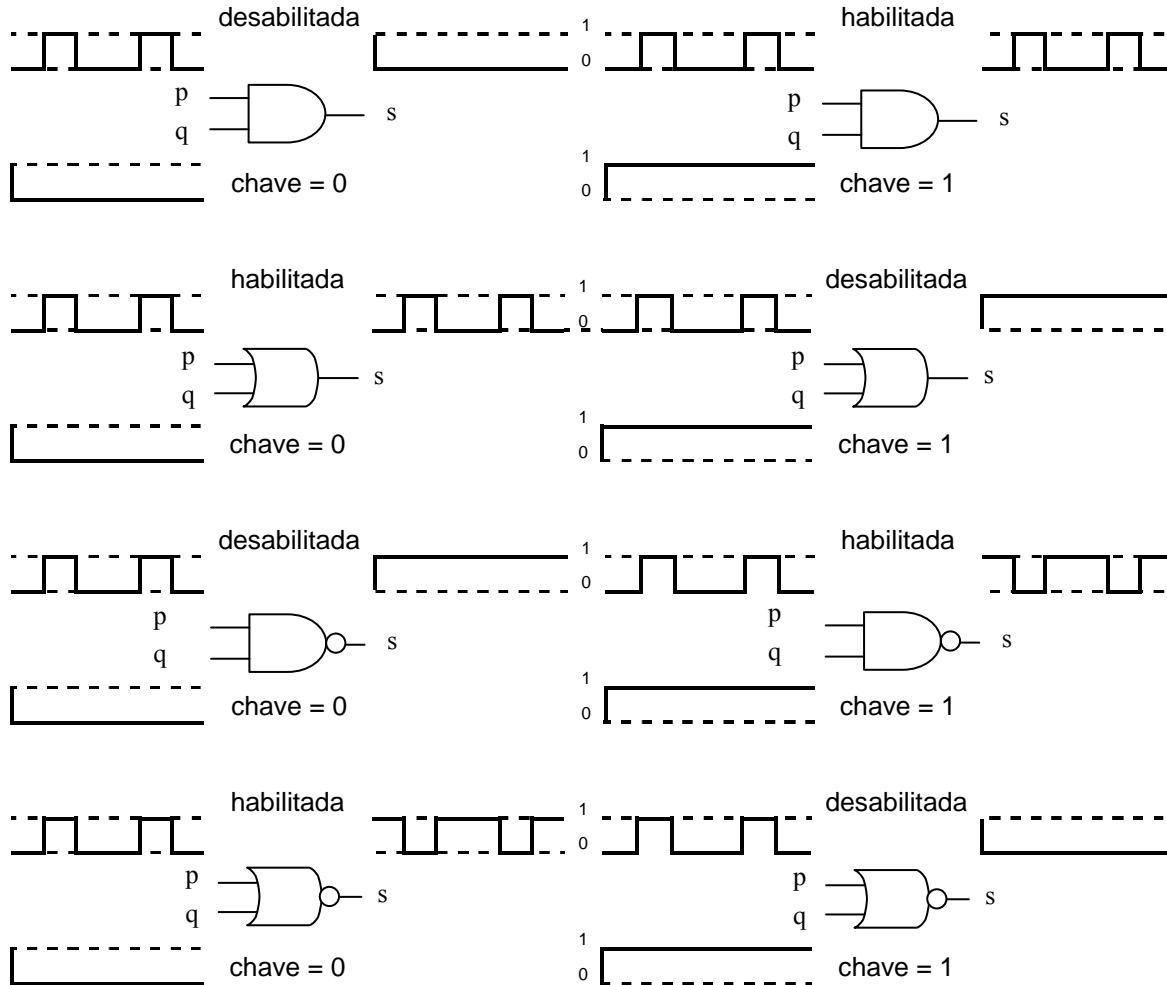 desabilitada
1
0
habilitada
p
q
s
p
q
s
chave = 0
1
0
chave = 1
habilitada
1
0
desabilitada
p
q
s
p
q
s
chave = 0
1
0
chave = 1
desabilitada
1
0
habilitada
p
q
s
p
q
s
chave = 0
1
0
chave = 1
habilitada
1
0
desabilitada
p
q
s
p
q
s
chave = 0
1
0
chave = 1